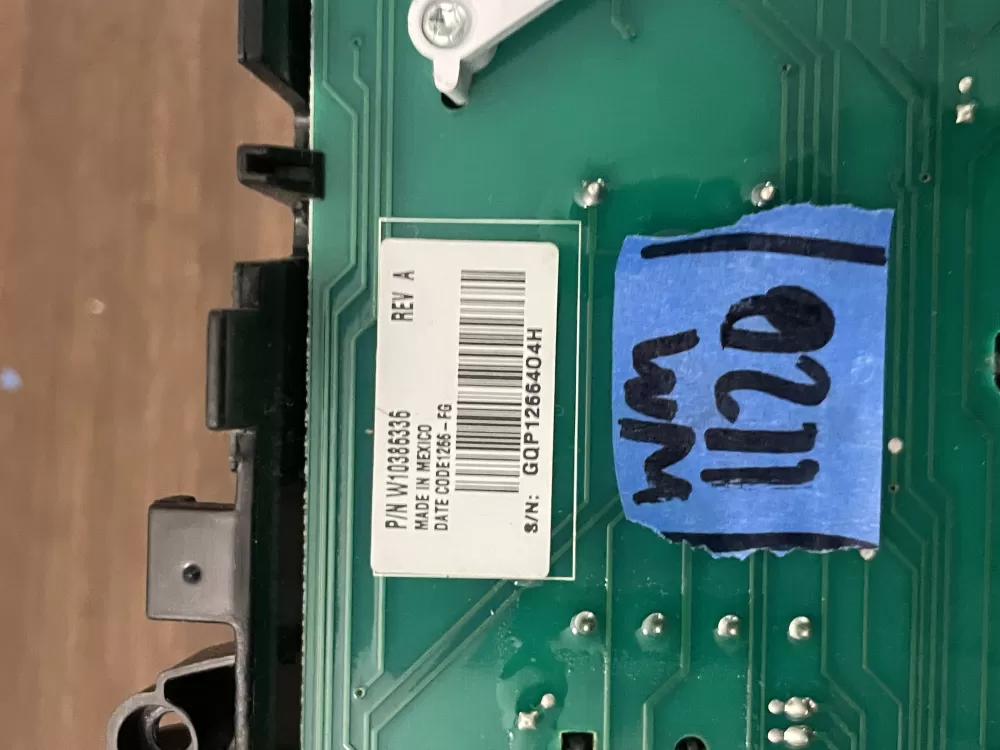 P/N W10386336 REV A
MADE IN MEXICO
DATE CODE1266-FG
S/N: GQP1266404H
WM
1120